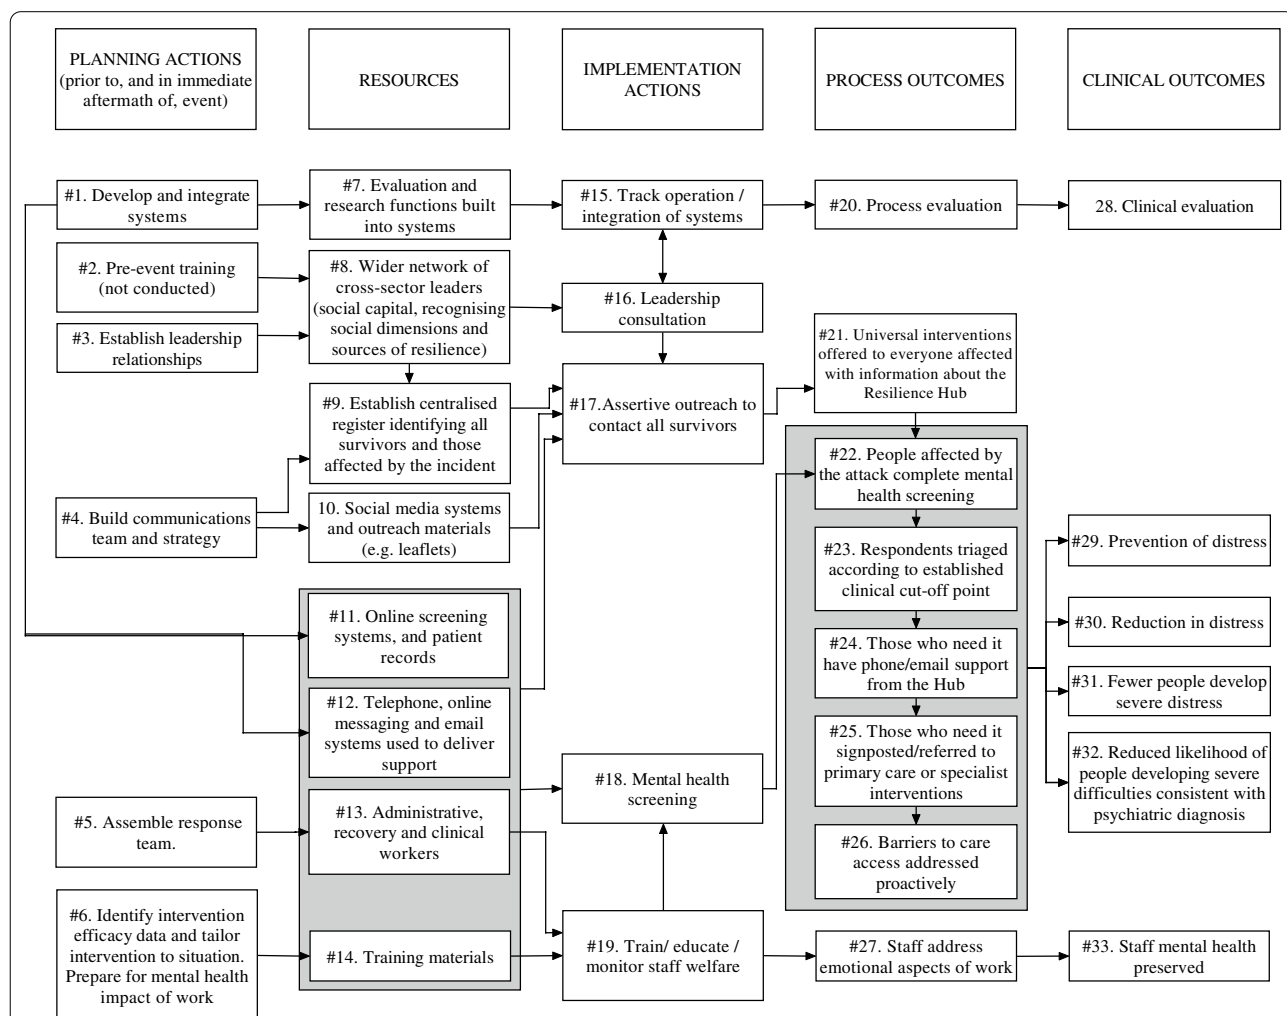 PLANNING ACTIONS
(prior to, and in immediate
aftermath of, event)
RESOURCES
IMPLEMENTATION
ACTIONS
PROCESS OUTCOMES
CLINICAL OUTCOMES
#1. Develop and integrate
systems
#2. Pre-event training
(not conducted)
#3. Establish leadership
relationships
#4. Build communications
team and strategy
#5. Assemble response
team.
#6. Identify intervention
efficacy data and tailor
intervention to situation.
Prepare for mental health
impact of work
#7. Evaluation and
research functions built
into systems
#8. Wider network of
cross-sector leaders
(social capital, recognising
social dimensions and
sources of resilience)
#9. Establish centralised
register identifying all
survivors and those
affected by the incident
10. Social media systems
and outreach materials
(e.g. leaflets)
#11. Online screening
systems, and patient
records
#12. Telephone, online
messaging and email
systems used to deliver
support
#13. Administrative,
recovery and clinical
workers
#14. Training materials
#15. Track operation /
integration of systems
#16. Leadership
consultation
#17.Assertive outreach to
contact all survivors
#18. Mental health
screening
#19. Train/ educate /
monitor staff welfare
#20. Process evaluation
#21. Universal interventions
offered to everyone affected
with information about the
Resilience Hub
#22. People affected by
the attack complete mental
health screening
#23. Respondents triaged
according to established
clinical cut-off point
#24. Those who need it
have phone/email support
from the Hub
#25. Those who need it
signposted/referred to
primary care or specialist
interventions
#26. Barriers to care
access addressed
proactively
#27. Staff address
emotional aspects of work
28. Clinical evaluation
#29. Prevention of distress
#30. Reduction in distress
#31. Fewer people develop
severe distress
#32. Reduced likelihood of
people developing severe
difficulties consistent with
psychiatric diagnosis
#33. Staff mental health
preserved